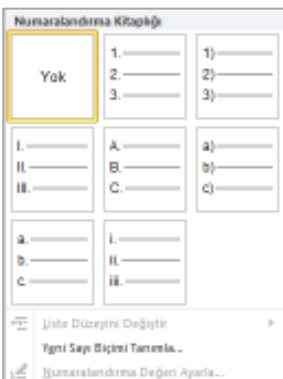 Numaralandırma Kitaplığı
Yok
1.
2.
3.
1)
2)
3)
I.
II.
III.
A.
B.
C.
a)
b)
c)
a.
b.
c.
i.
ii.
iii.
Liste Düzeyini Değiştir
Yeni Sayı Biçimi Tanımla...
Numaralandırma Değeri Ayarla...